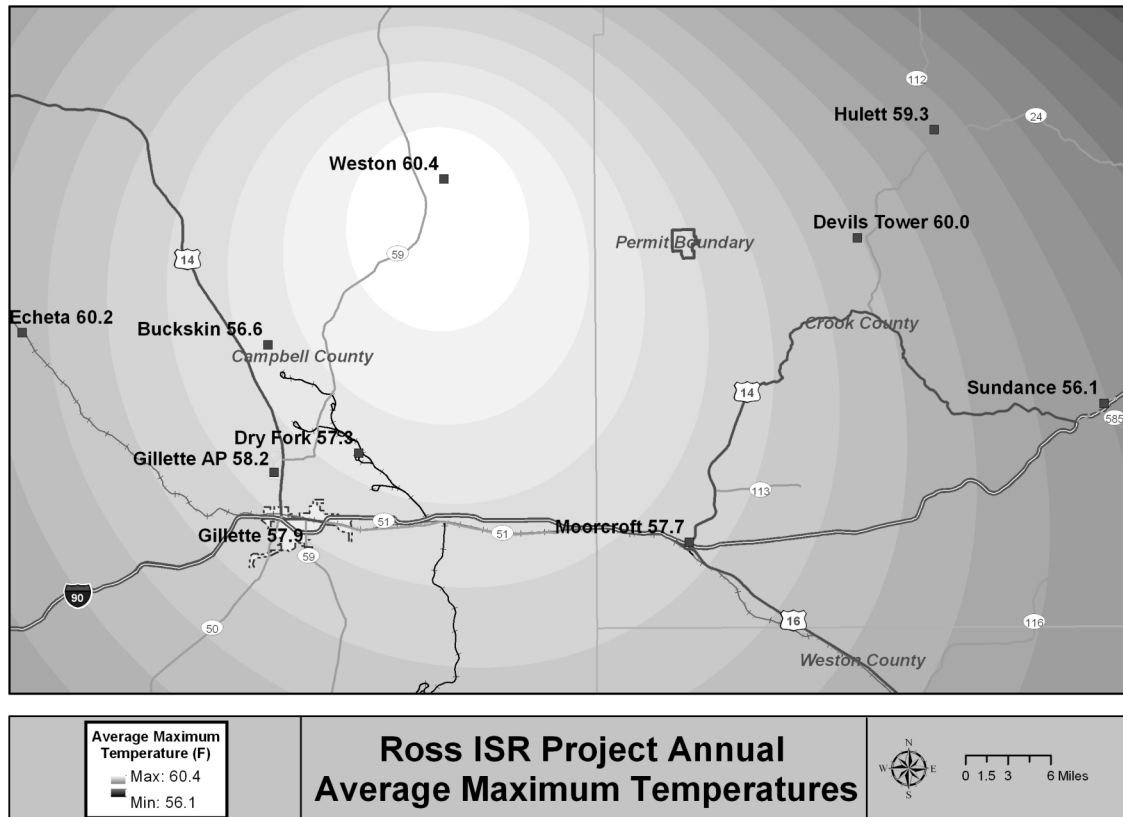 112
Hulett 59.3
24
Weston 60.4
Devils Tower 60.0
Permit Boundary
59
14
Echeta 60.2
Buckskin 56.6
Crook County
Campbell County
14
Sundance 56.1
585
Dry Fork 57.3
Gillette AP 58.2
113
51
51
Moorcroft 57.7
Gillette 57.9
59
90
50
16
116
Weston County
Average Maximum
Temperature (F)
Max: 60.4
Min: 56.1
Ross ISR Project Annual
Average Maximum Temperatures
N
W E
S
0 1.5 3 6 Miles